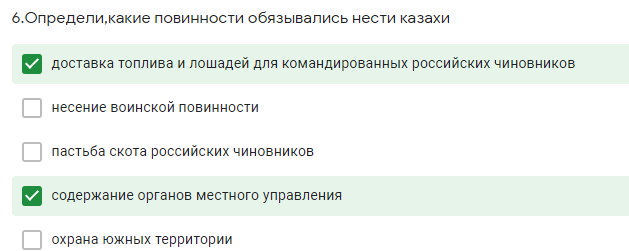 6.Определи,какие повинности обязывались нести казахи
доставка топлива и лошадей для командированных российских чиновников
несение воинской повинности
пастьба скота российских чиновников
содержание органов местного управления
охрана южных территории